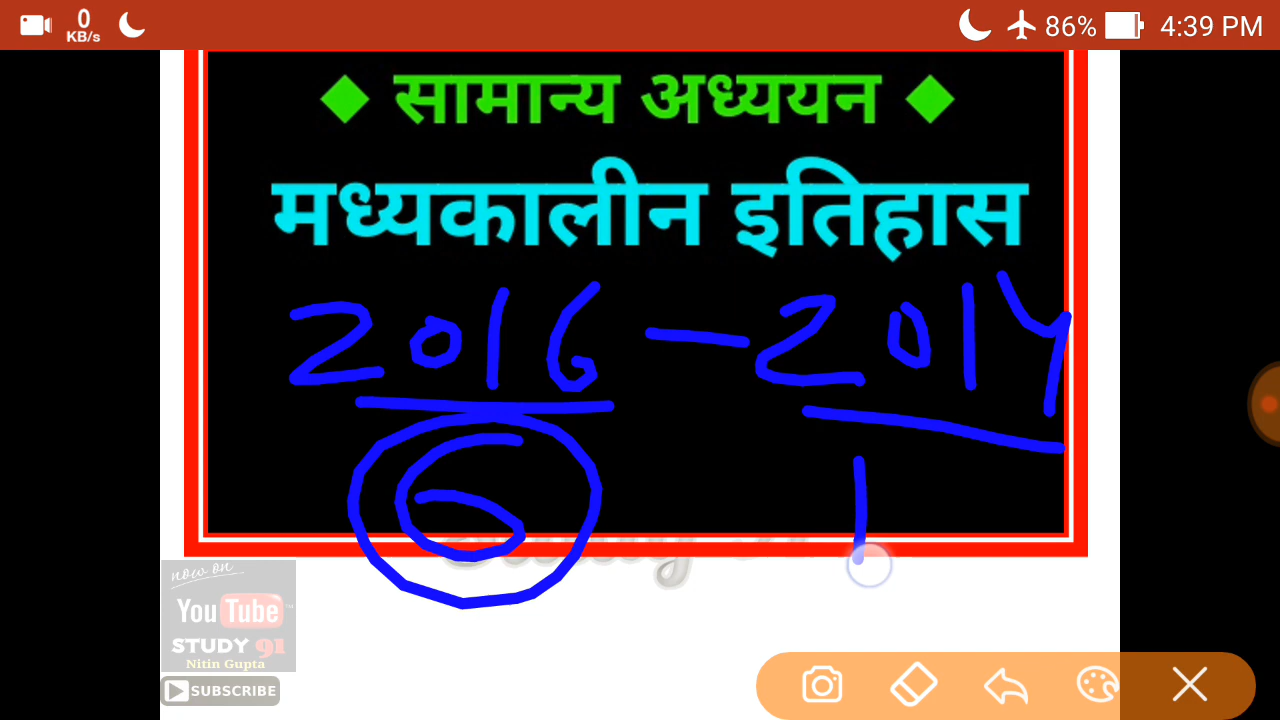 0
KB/s
86% 4:39 PM
◆ सामान्य अध्ययन ◆
मध्यकालीन इतिहास
2016 — 2014
6 1
now on
YouTube
STUDY 91
Nitin Gupta
SUBSCRIBE